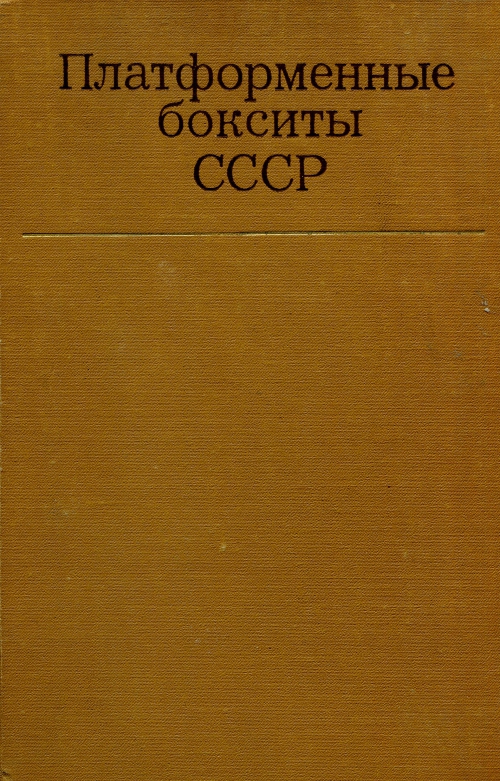 Платформенные
бокситы
СССР